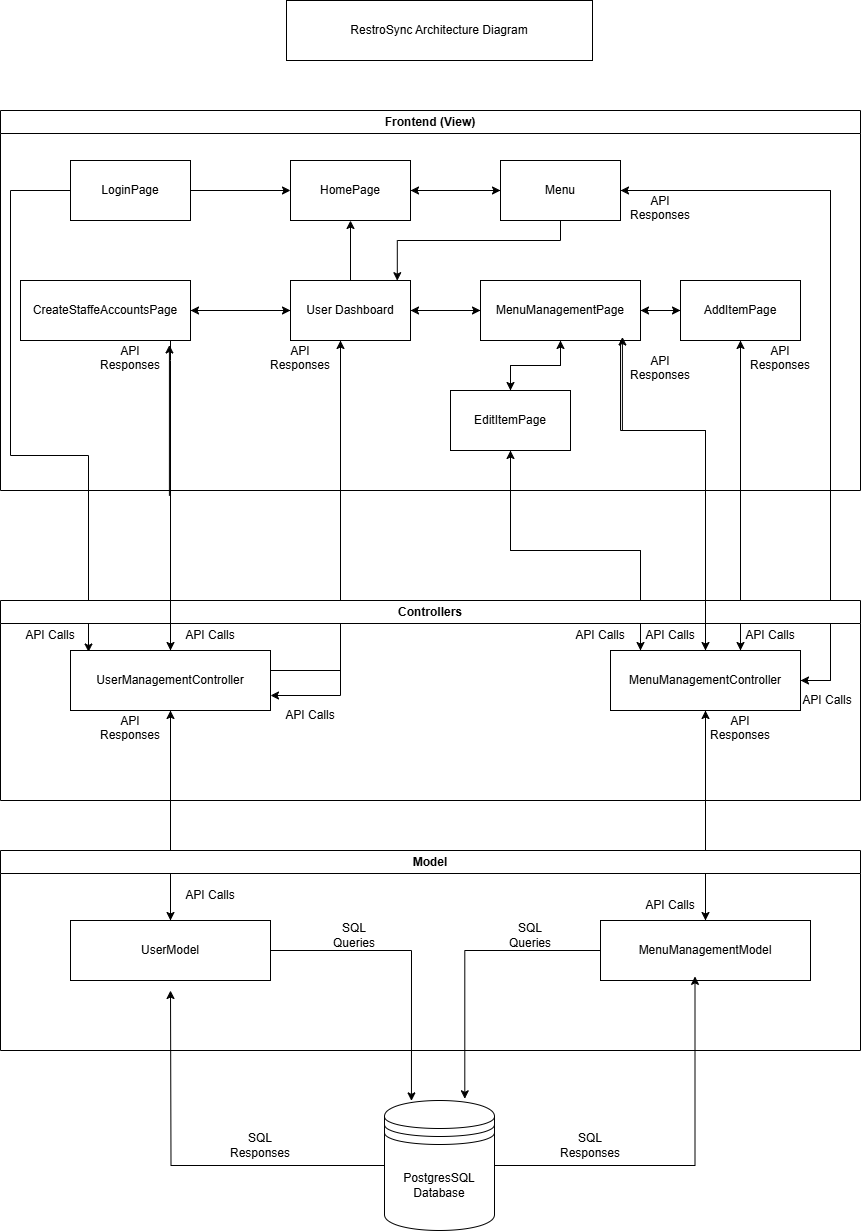 RestroSync Architecture Diagram
Frontend (View)
LoginPage
HomePage
Menu
API
Responses
CreateStaffeAccountsPage
User Dashboard
MenuManagementPage
AddItemPage
API
Responses
API
Responses
API
Responses
API
Responses
EditItemPage
Controllers
API Calls
API Calls
API Calls
API Calls
API Calls
UserManagementController
MenuManagementController
API Calls
API Calls
API
Responses
API
Responses
Model
API Calls
API Calls
UserModel
SQL
Queries
SQL
Queries
MenuManagementModel
SQL
Responses
SQL
Responses
PostgresSQL
Database